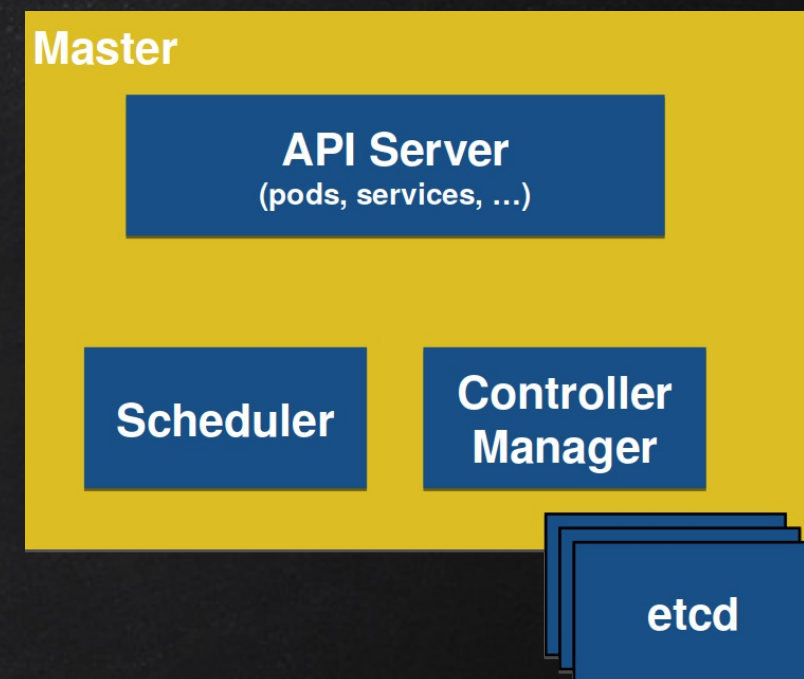 Master
API Server
(pods, services, ...)
Scheduler
Controller
Manager
etcd